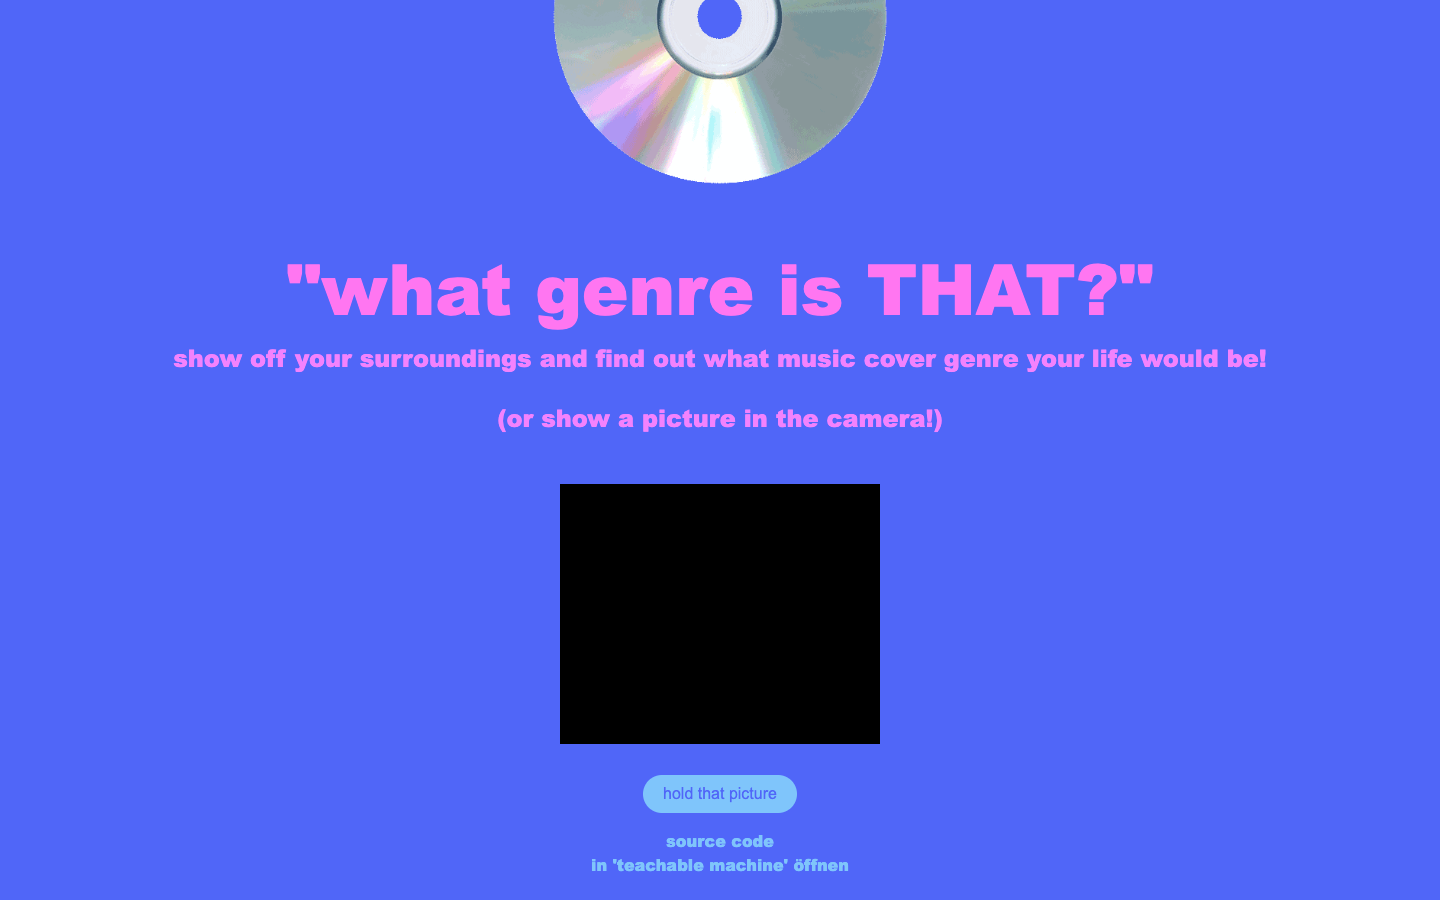 "what genre is THAT?"
show off your surroundings and find out what music cover genre your life would be!
(or show a picture in the camera!)
hold that picture
source code
in 'teachable machine' öffnen